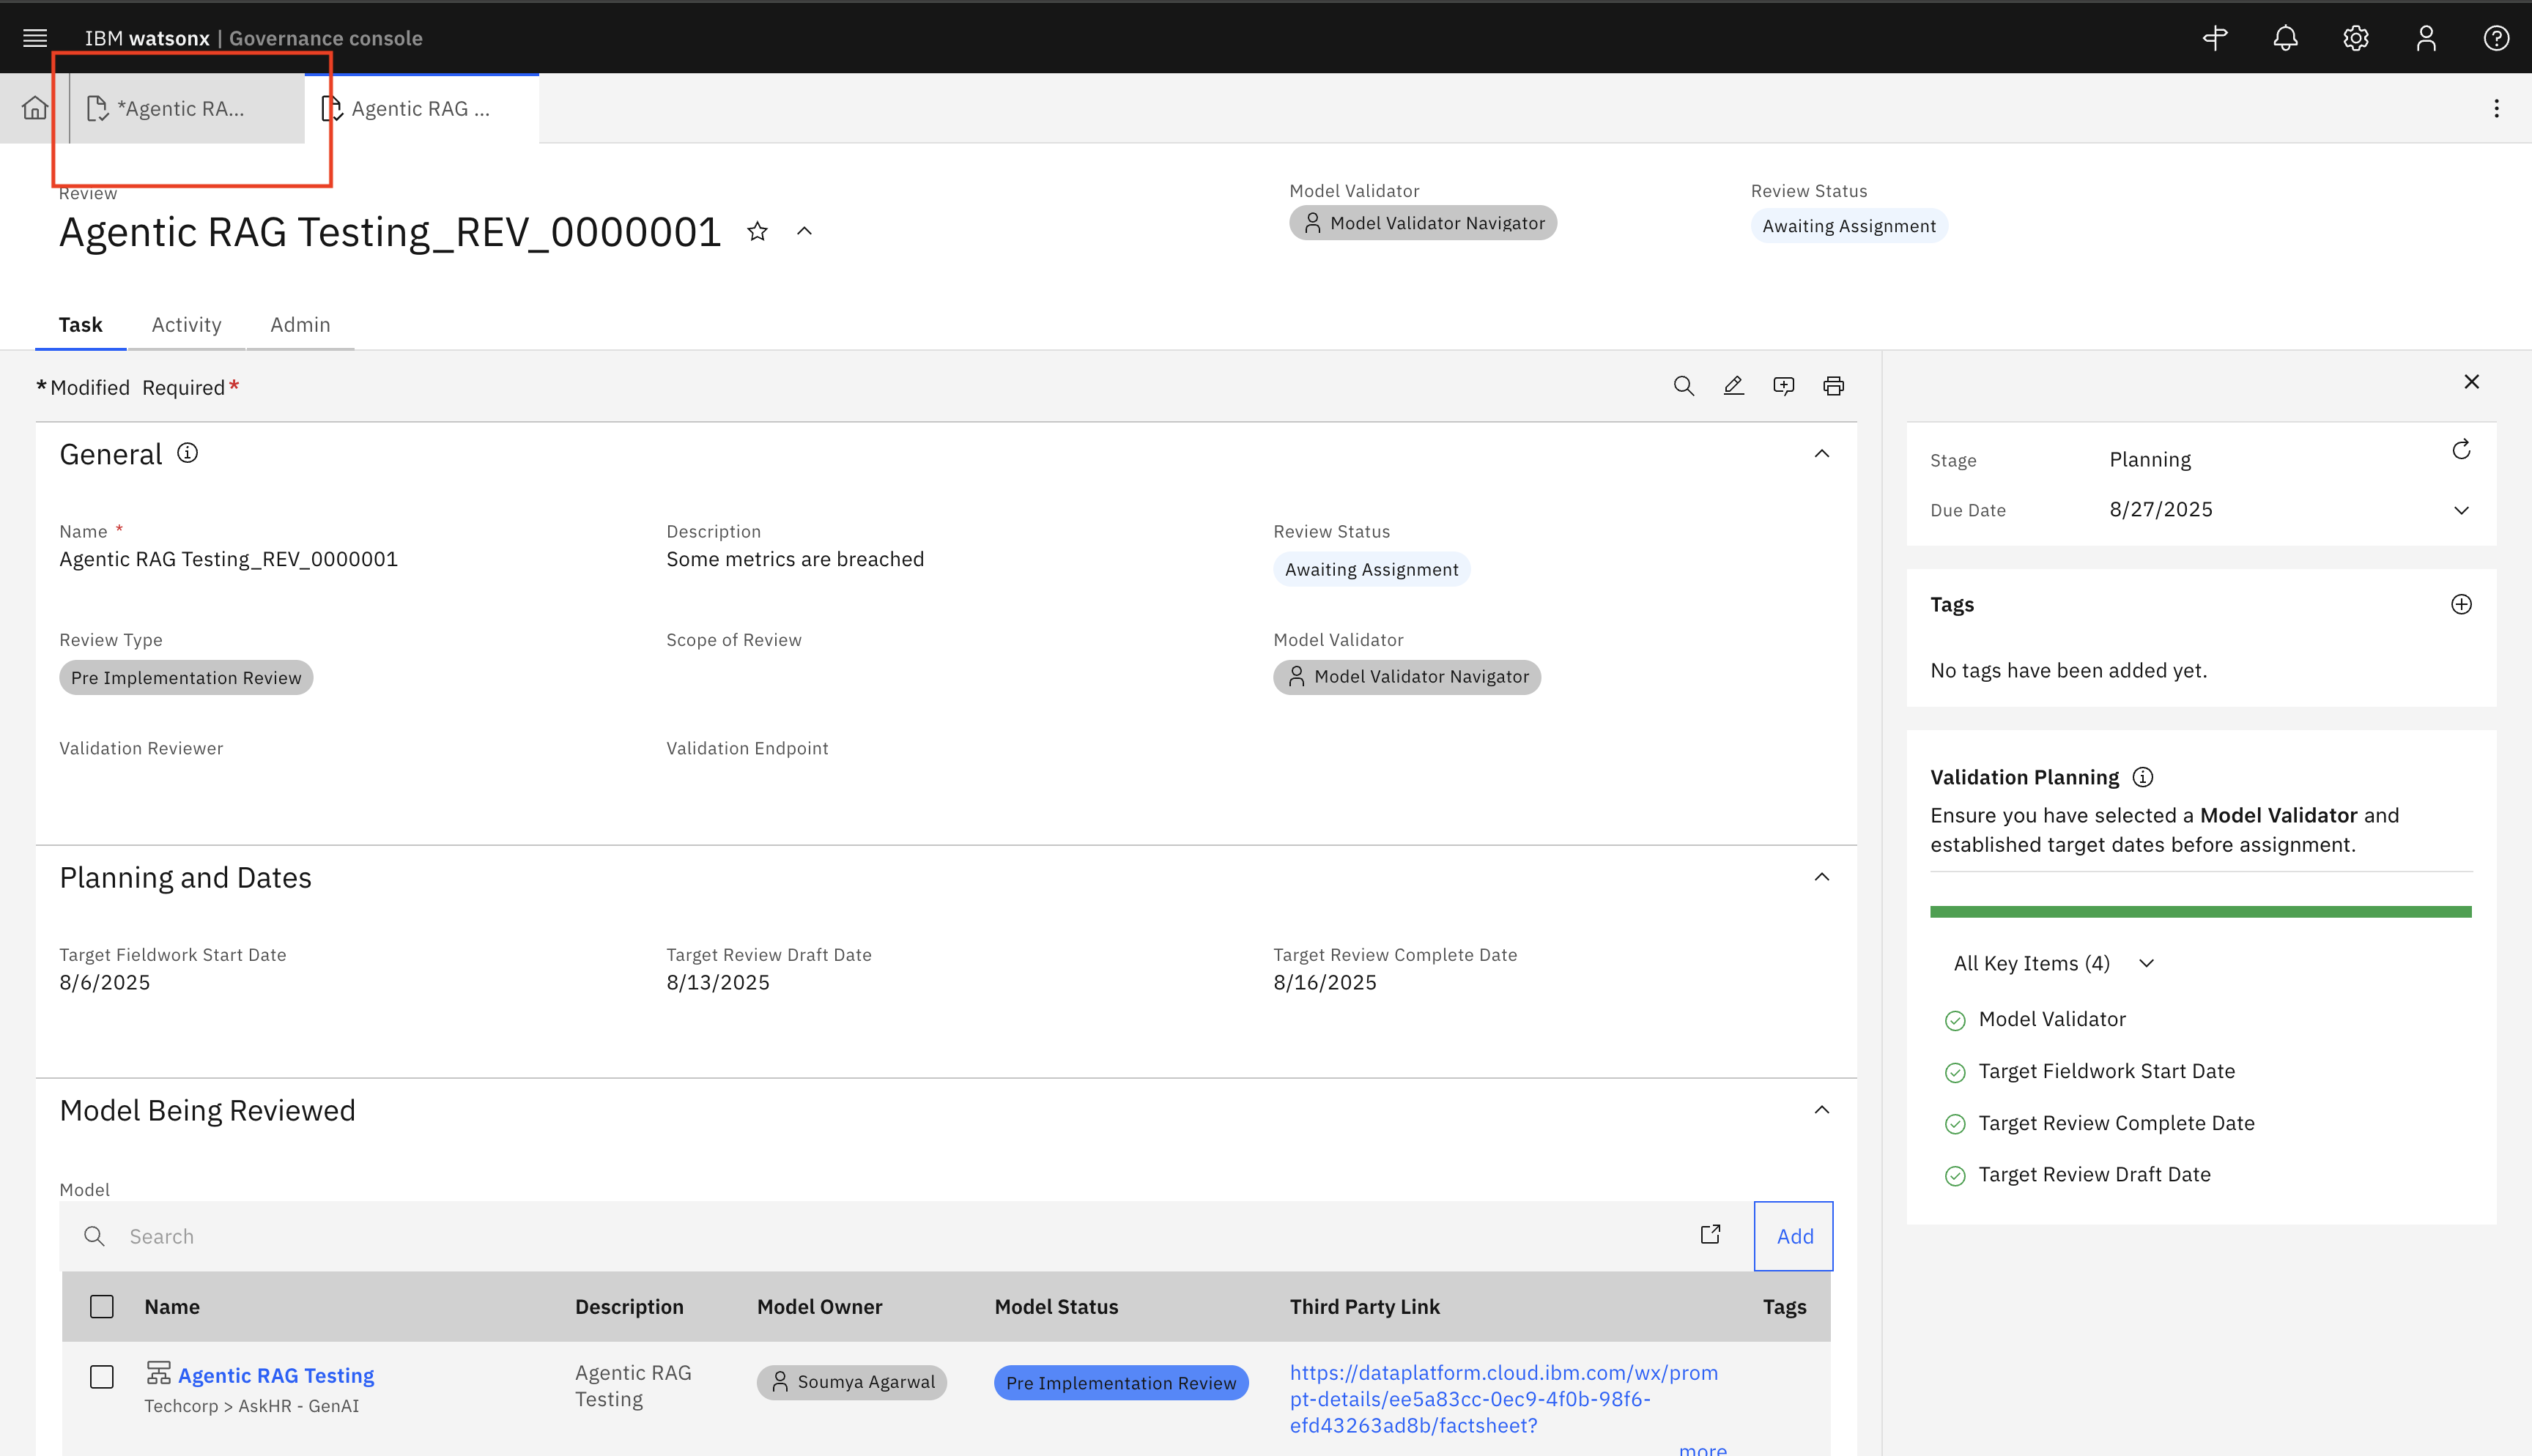 IBM watsonx | Governance console
*Agentic RA...
Agentic RAG ...
Review
Agentic RAG Testing_REV_0000001
Model Validator
Model Validator Navigator
Review Status
Awaiting Assignment
Task
Activity
Admin
*Modified Required*
General
Name *
Agentic RAG Testing_REV_0000001
Description
Some metrics are breached
Review Status
Awaiting Assignment
Review Type
Pre Implementation Review
Scope of Review
Model Validator
Model Validator Navigator
Validation Reviewer
Validation Endpoint
Planning and Dates
Target Fieldwork Start Date
8/6/2025
Target Review Draft Date
8/13/2025
Target Review Complete Date
8/16/2025
Model Being Reviewed
Model
Search
Add
Name
Description
Model Owner
Model Status
Third Party Link
Tags
Agentic RAG Testing
Techcorp > AskHR - GenAI
Agentic RAG
Testing
Soumya Agarwal
Pre Implementation Review
https://dataplatform.cloud.ibm.com/wx/prom
pt-details/ee5a83cc-0ec9-4f0b-98f6-
efd43263ad8b/factsheet?
more
Stage
Planning
Due Date
8/27/2025
Tags
No tags have been added yet.
Validation Planning
Ensure you have selected a Model Validator and
established target dates before assignment.
All Key Items (4)
Model Validator
Target Fieldwork Start Date
Target Review Complete Date
Target Review Draft Date